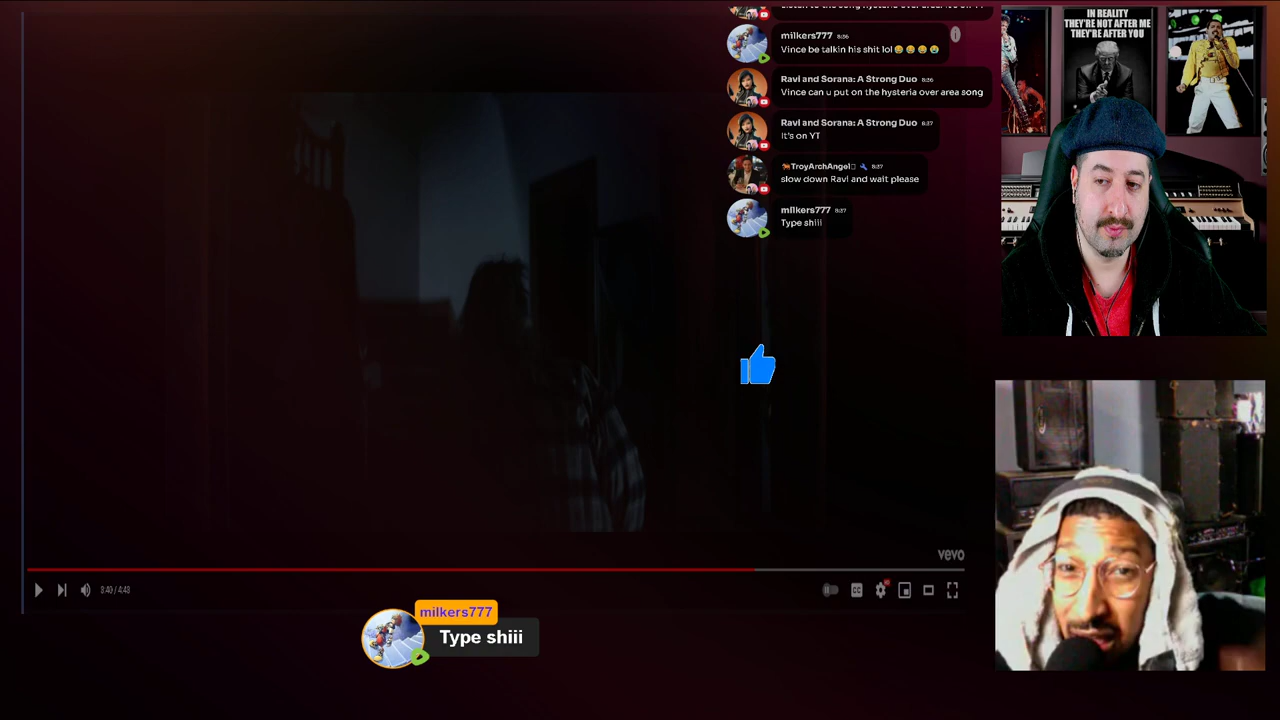 milkers777 8:36
Vince be talkin his shit lol😂😂😂😭
Ravi and Sorana: A Strong Duo 8:36
Vince can u put on the hysteria over area song
Ravi and Sorana: A Strong Duo 8:37
It's on YT
TroyArchAngel 8:37
slow down Ravi and wait please
milkers777 8:37
Type shiii
IN REALITY
THEY'RE NOT AFTER ME
THEY'RE AFTER YOU
vevo
3:40 / 4:43
CC
milkers777
Type shiii